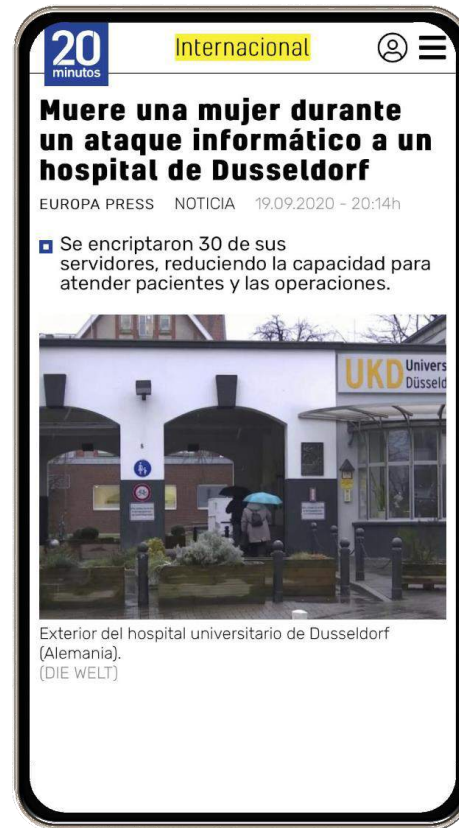 20
minutos
Internacional
Muere una mujer durante
un ataque informático a un
hospital de Dusseldorf
EUROPA PRESS NOTICIA 19.09.2020 - 20:14h
Se encriptaron 30 de sus
servidores, reduciendo la capacidad para
atender pacientes y las operaciones.
UKD Univers
Düsseld
Exterior del hospital universitario de Dusseldorf
(Alemania).
(DIE WELT)